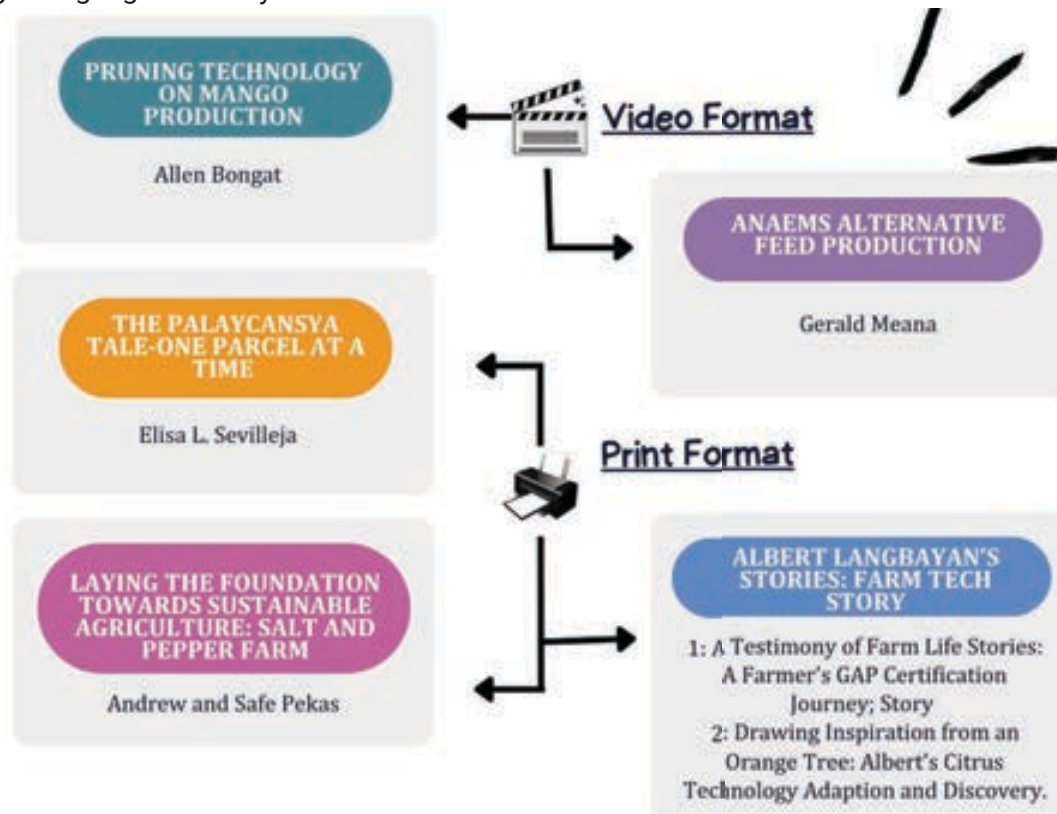 PRUNING TECHNOLOGY
ON MANGO
PRODUCTION
Allen Bongat
Video Format
ANAEMS ALTERNATIVE
FEED PRODUCTION
Gerald Meana
THE PALAYCANSYA
TALE-ONE PARCEL AT A
TIME
Elisa L. Sevilleja
Print Format
LAYING THE FOUNDATION
TOWARDS SUSTAINABLE
AGRICULTURE: SALT AND
PEPPER FARM
Andrew and Safe Pekas
ALBERT LANGBAYAN'S
STORIES: FARM TECH
STORY
1: A Testimony of Farm Life Stories:
A Farmer's GAP Certification
Journey; Story
2: Drawing Inspiration from an
Orange Tree: Albert's Citrus
Technology Adaption and Discovery.